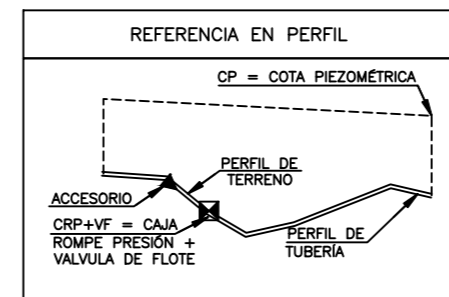 REFERENCIA EN PERFIL
CP = COTA PIEZOMÉTRICA
PERFIL DE
TERRENO
ACCESORIO
CRP+VF = CAJA
ROMPE PRESIÓN +
VALVULA DE FLOTE
PERFIL DE
TUBERÍA